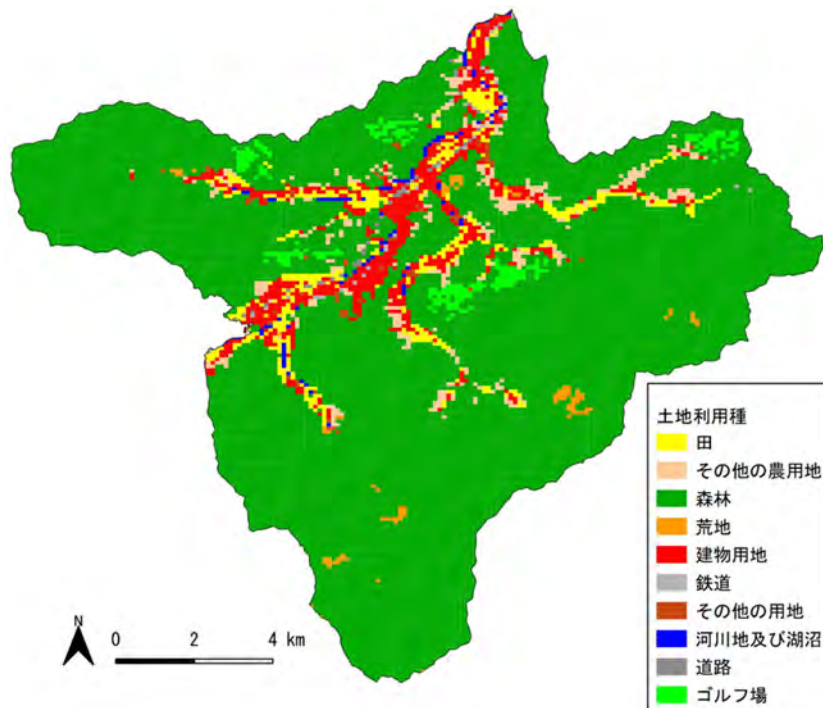 土地利用種
田
その他の農用地
森林
荒地
建物用地
鉄道
その他の用地
河川地及び湖沼
道路
ゴルフ場
N
0 2 4 km